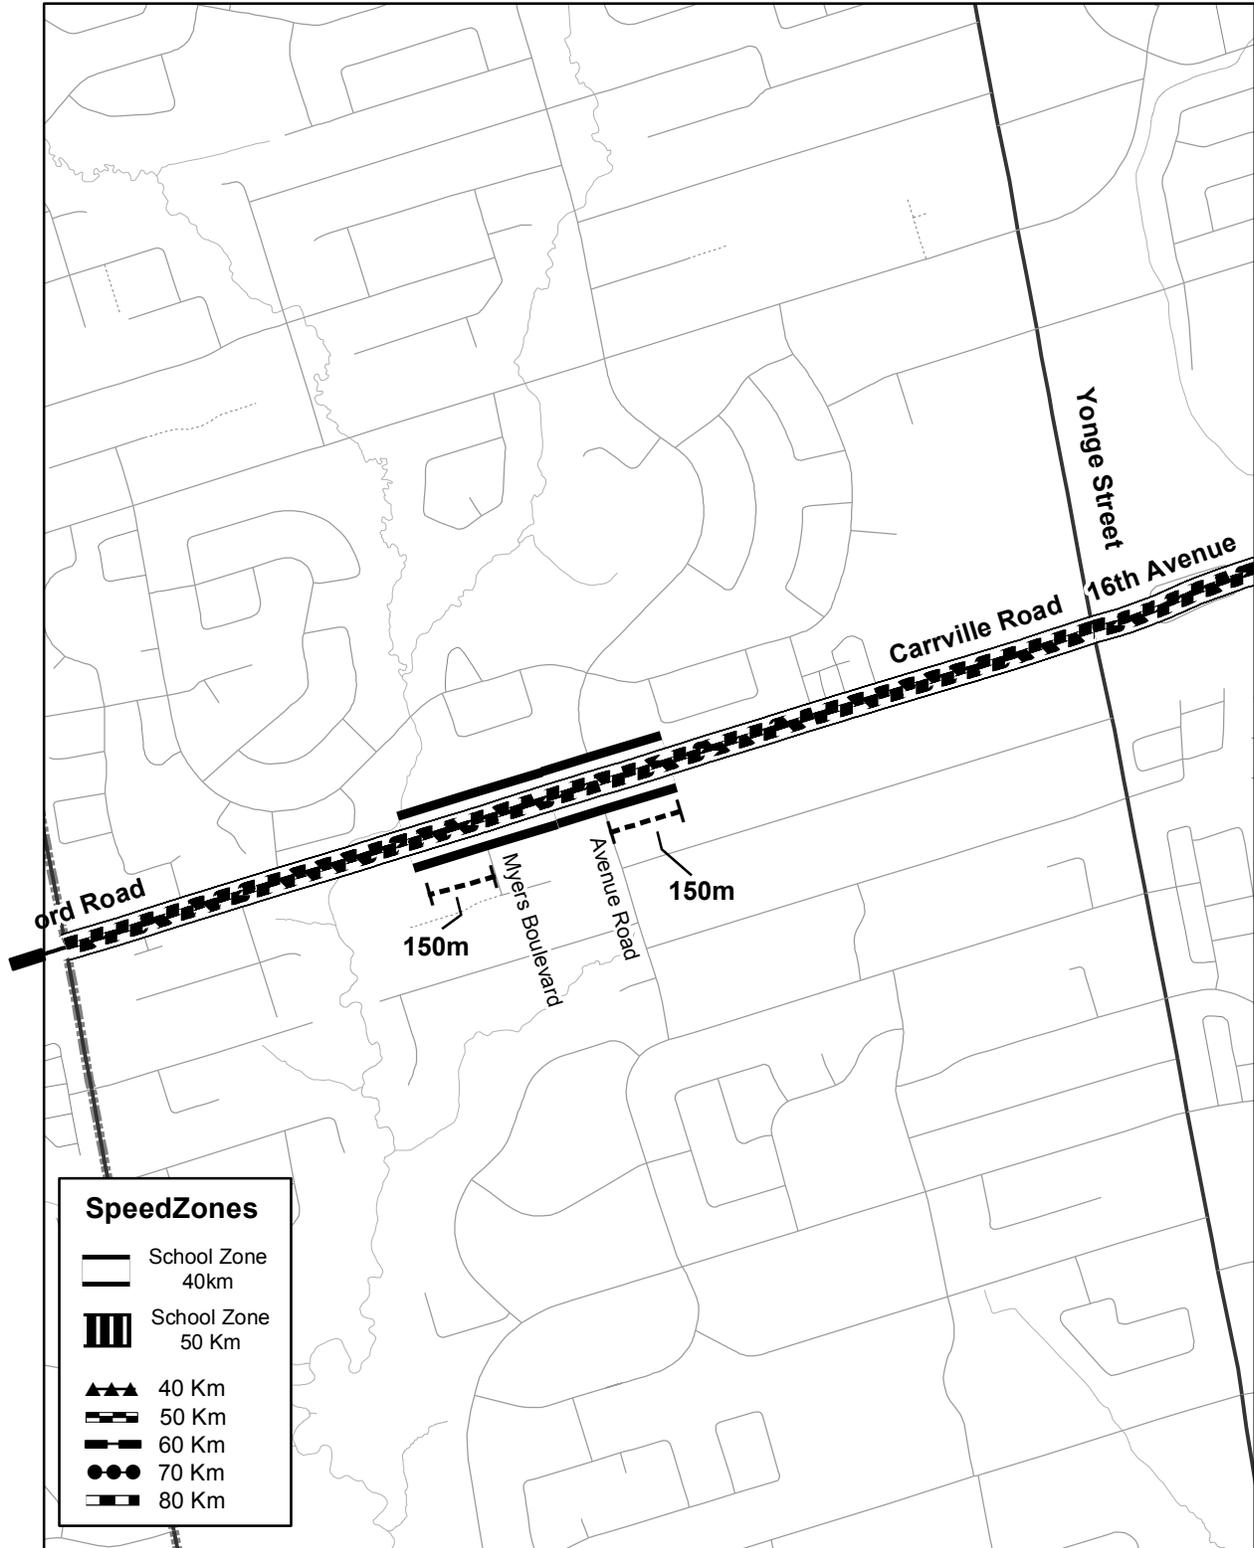 Yonge Street
16th Avenue
Carrville Road
ord Road
Myers Boulevard
Avenue Road
150m
150m
SpeedZones
School Zone
40km
School Zone
50 Km
40 Km
50 Km
60 Km
70 Km
80 Km